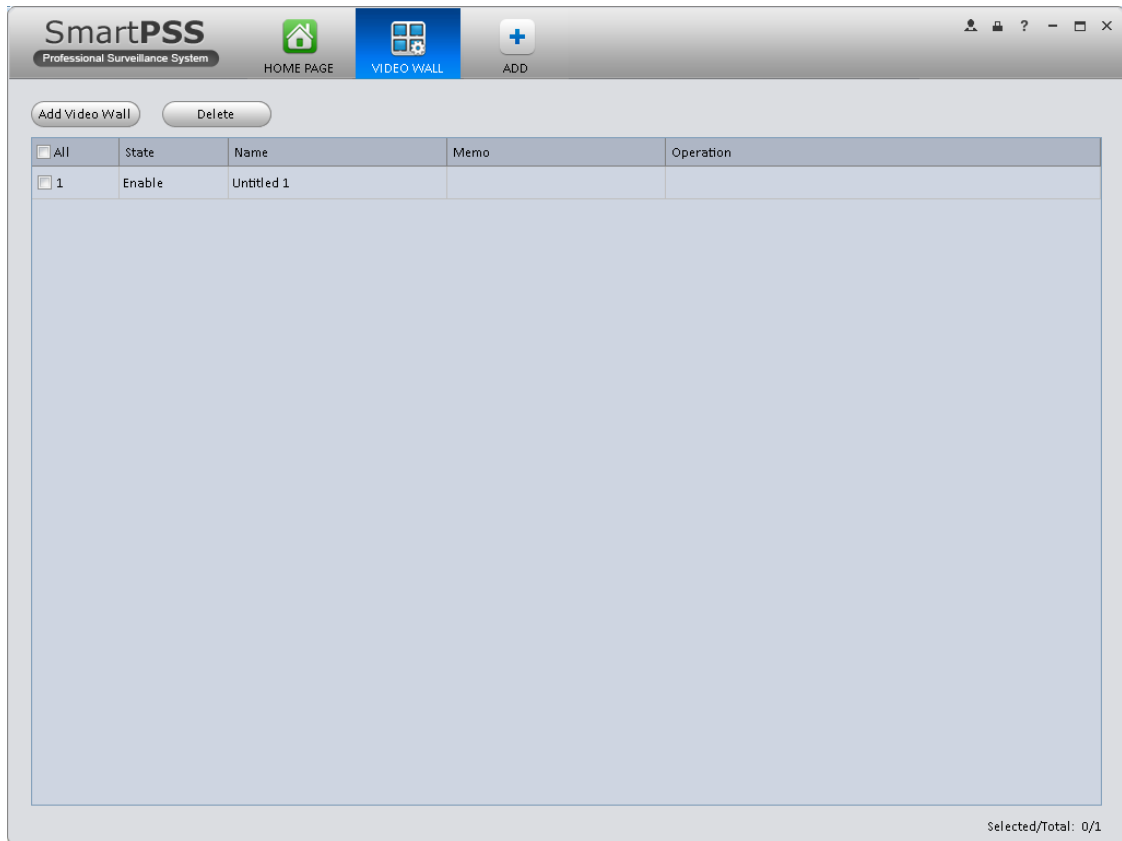 SmartPSS
Professional Surveillance System
HOME PAGE
VIDEO WALL
ADD
?
Add Video Wall
Delete
All State Name Memo Operation
1 Enable Untitled 1
Selected/Total: 0/1